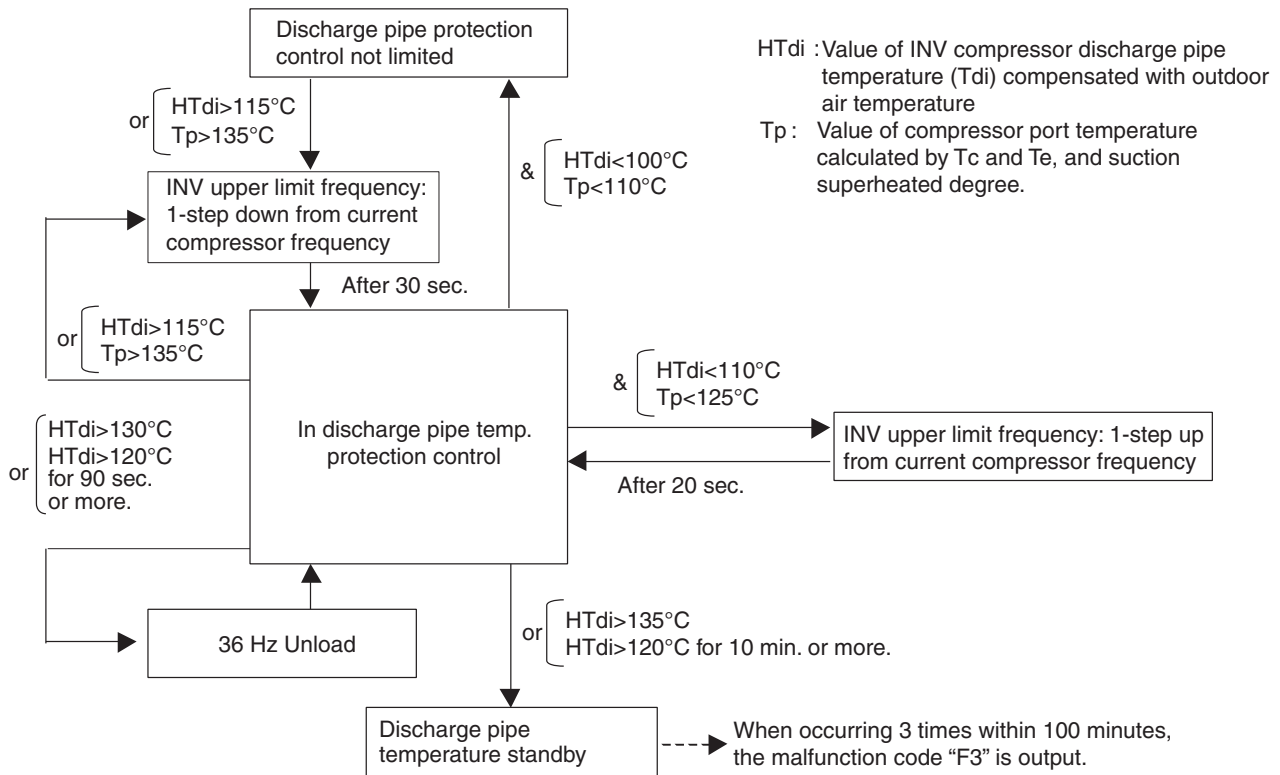 Discharge pipe protection
control not limited
HTdi : Value of INV compressor discharge pipe
temperature (Tdi) compensated with outdoor
air temperature
Tp : Value of compressor port temperature
calculated by Tc and Te, and suction
superheated degree.
or
HTdi>115°C
Tp>135°C
&
HTdi<100°C
Tp<110°C
INV upper limit frequency:
1-step down from current
compressor frequency
After 30 sec.
or
HTdi>115°C
Tp>135°C
&
HTdi<110°C
Tp<125°C
or
HTdi>130°C
HTdi>120°C
for 90 sec.
or more.
In discharge pipe temp.
protection control
INV upper limit frequency: 1-step up
from current compressor frequency
After 20 sec.
36 Hz Unload
or
HTdi>135°C
HTdi>120°C for 10 min. or more.
Discharge pipe
temperature standby
When occurring 3 times within 100 minutes,
the malfunction code “F3” is output.